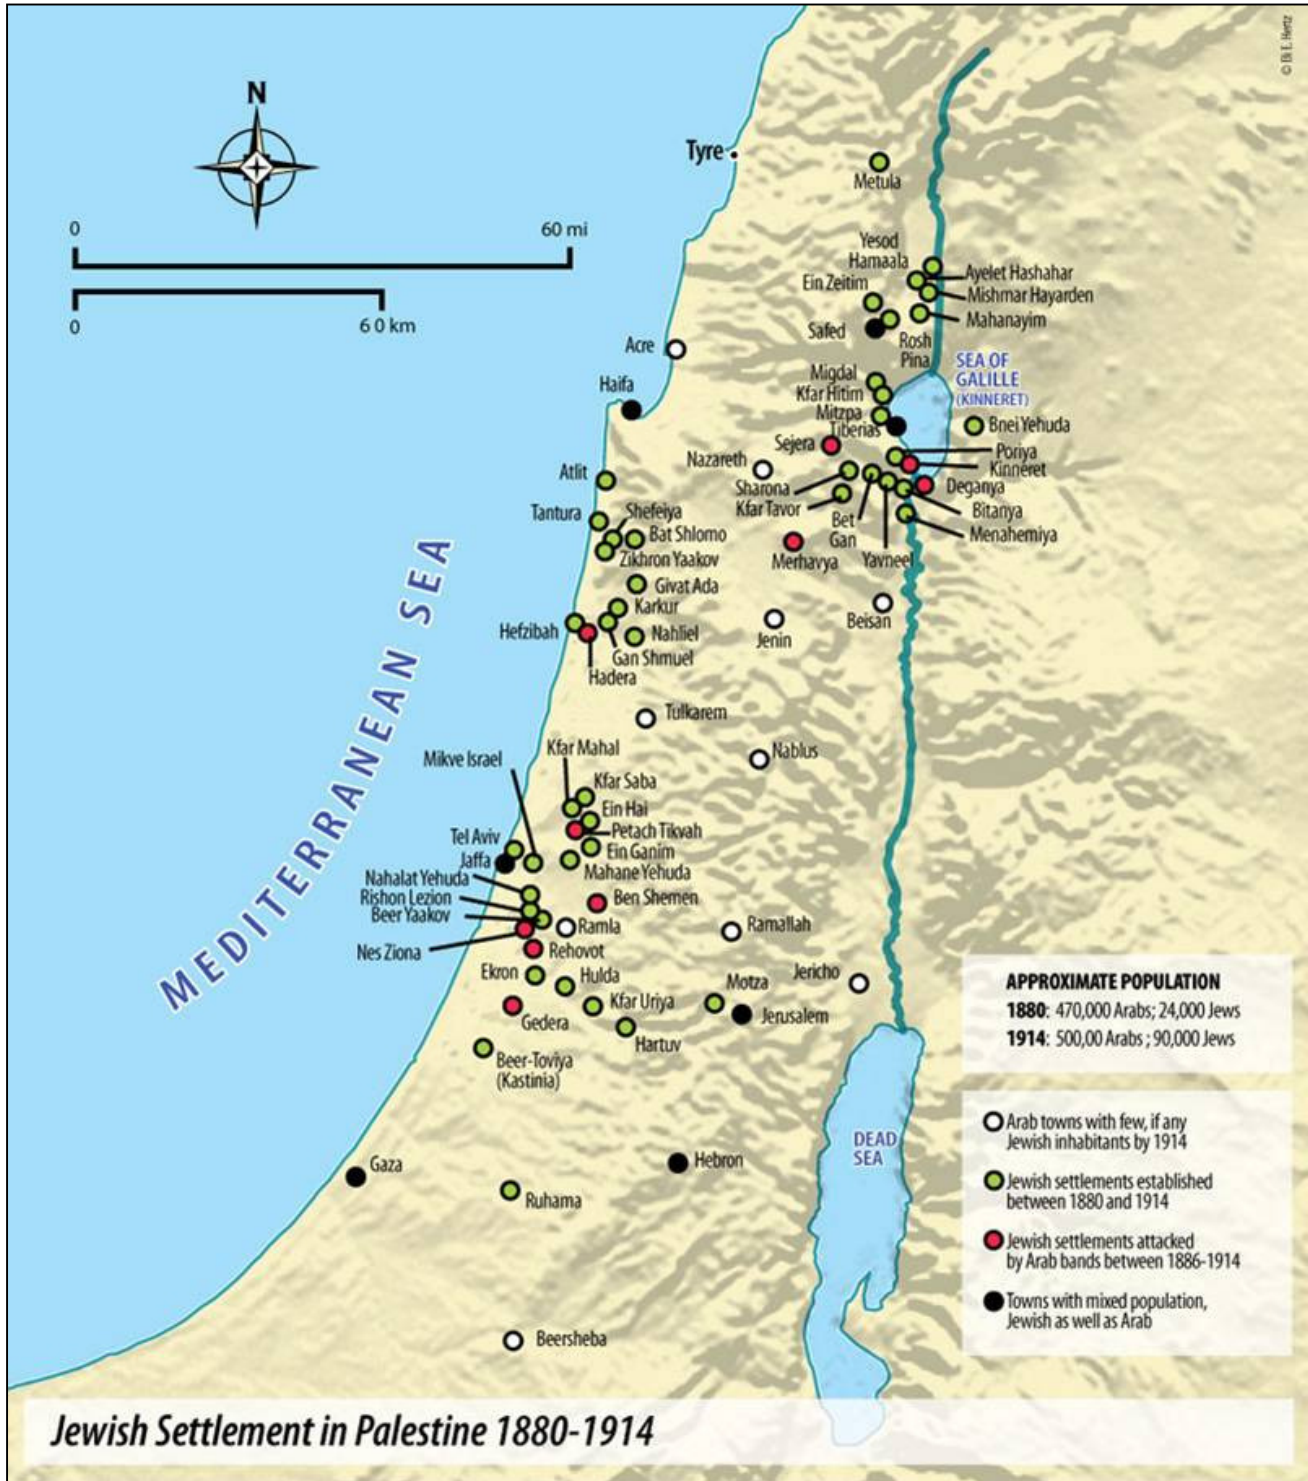 © Eli E. Hertz
N
0
60 mi
0
60 km
Tyre
Metula
Yesod
Hamaala
Ayelet Hashahar
Ein Zeitim
Mishmar Hayarden
Mahanayim
Safed
Rosh
Pina
Acre
SEA OF
GALILLE
(KINNERET)
Migdal
Kfar Hitim
Haifa
Mitzpa
Tiberias
Bnei Yehuda
Sejera
Poriya
Nazareth
Kinneret
Atlit
Sharona
Deganya
Kfar Tavor
Bitanya
Tantura
Shefeiya
Bet
Gan
Menahemiya
Bat Shlomo
Zikhron Yaakov
Merhavya
Yavneel
Givat Ada
Karkur
Beisan
Hefzibah
Nahliel
Jenin
Gan Shmuel
Hadera
MEDITERRANEAN SEA
Tulkarem
Kfar Mahal
Nablus
Mikve Israel
Kfar Saba
Ein Hai
Petach Tikvah
Tel Aviv
Ein Ganim
Jaffa
Mahane Yehuda
Nahalat Yehuda
Rishon Lezion
Ben Shemen
Beer Yaakov
Ramla
Ramallah
Nes Ziona
Rehovot
Ekron
Hulda
Jericho
Motza
Kfar Uriya
Gedera
Jerusalem
Hartuv
Beer-Toviya
(Kastinia)
APPROXIMATE POPULATION
1880: 470,000 Arabs; 24,000 Jews
1914: 500,00 Arabs ; 90,000 Jews
DEAD
SEA
Gaza
Hebron
Ruhama
Beersheba
Arab towns with few, if any
Jewish inhabitants by 1914
Jewish settlements established
between 1880 and 1914
Jewish settlements attacked
by Arab bands between 1886-1914
Towns with mixed population,
Jewish as well as Arab
Jewish Settlement in Palestine 1880-1914